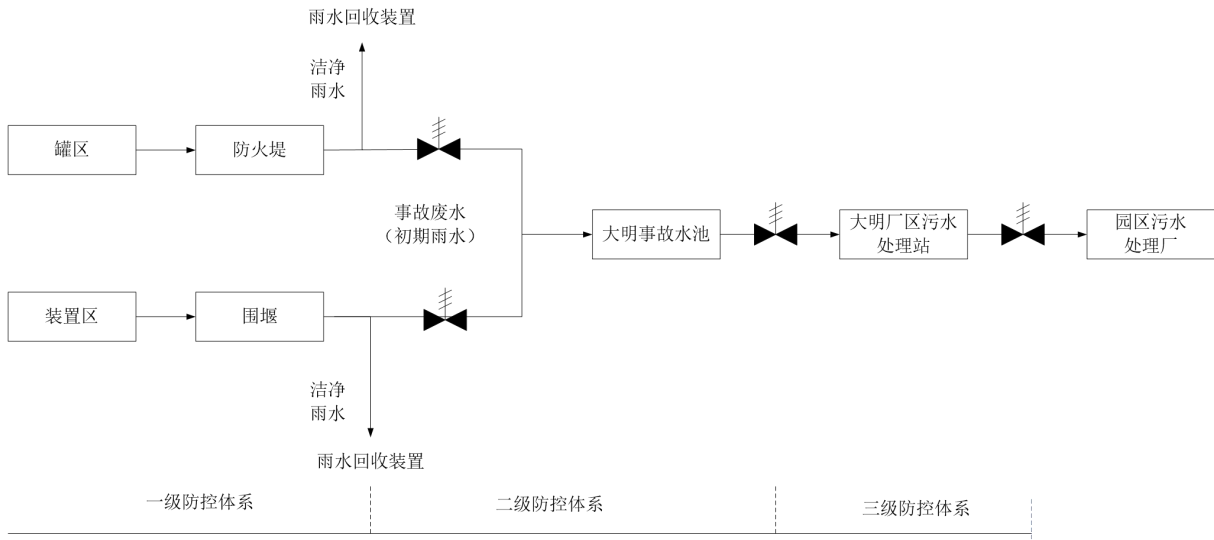 雨水回收装置
洁净
雨水
罐区
防火堤
事故废水
（初期雨水）
大明事故水池
大明厂区污水
处理站
园区污水
处理厂
装置区
围堰
洁净
雨水
雨水回收装置
一级防控体系
二级防控体系
三级防控体系